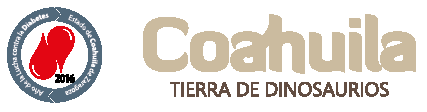 Año de la Lucha contra la Diabetes
Estado de Coahuila de Zaragoza
2016
Coahuila
TIERRA DE DINOSAURIOS